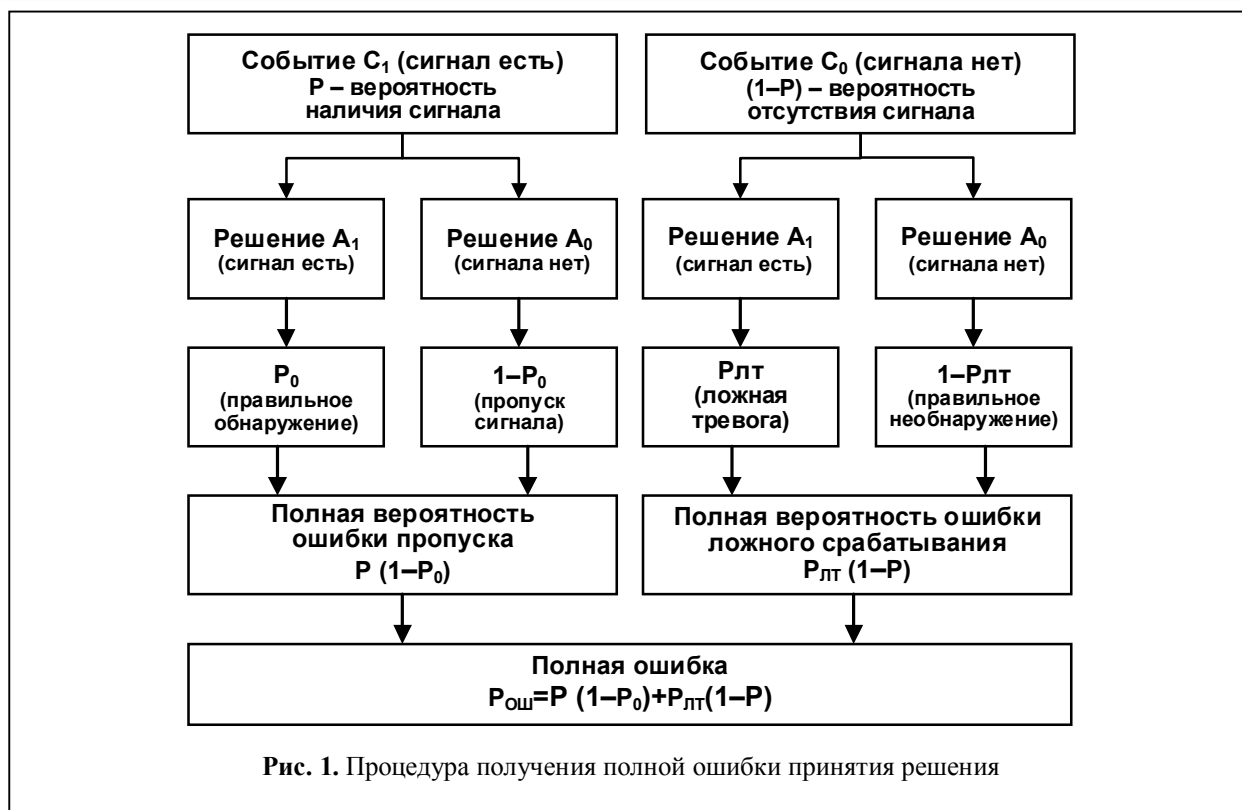 Событие C₁ (сигнал есть)
P – вероятность
наличия сигнала
Событие C₀ (сигнала нет)
(1–P) – вероятность
отсутствия сигнала
Решение A₁
(сигнал есть)
Решение A₀
(сигнала нет)
Решение A₁
(сигнал есть)
Решение A₀
(сигнала нет)
P₀
(правильное
обнаружение)
1–P₀
(пропуск
сигнала)
Pлт
(ложная
тревога)
1–Pлт
(правильное
необнаружение)
Полная вероятность
ошибки пропуска
P (1–P₀)
Полная вероятность ошибки
ложного срабатывания
PЛТ (1–P)
Полная ошибка
PОШ=P (1–P₀)+PЛТ(1–P)
Рис. 1. Процедура получения полной ошибки принятия решения